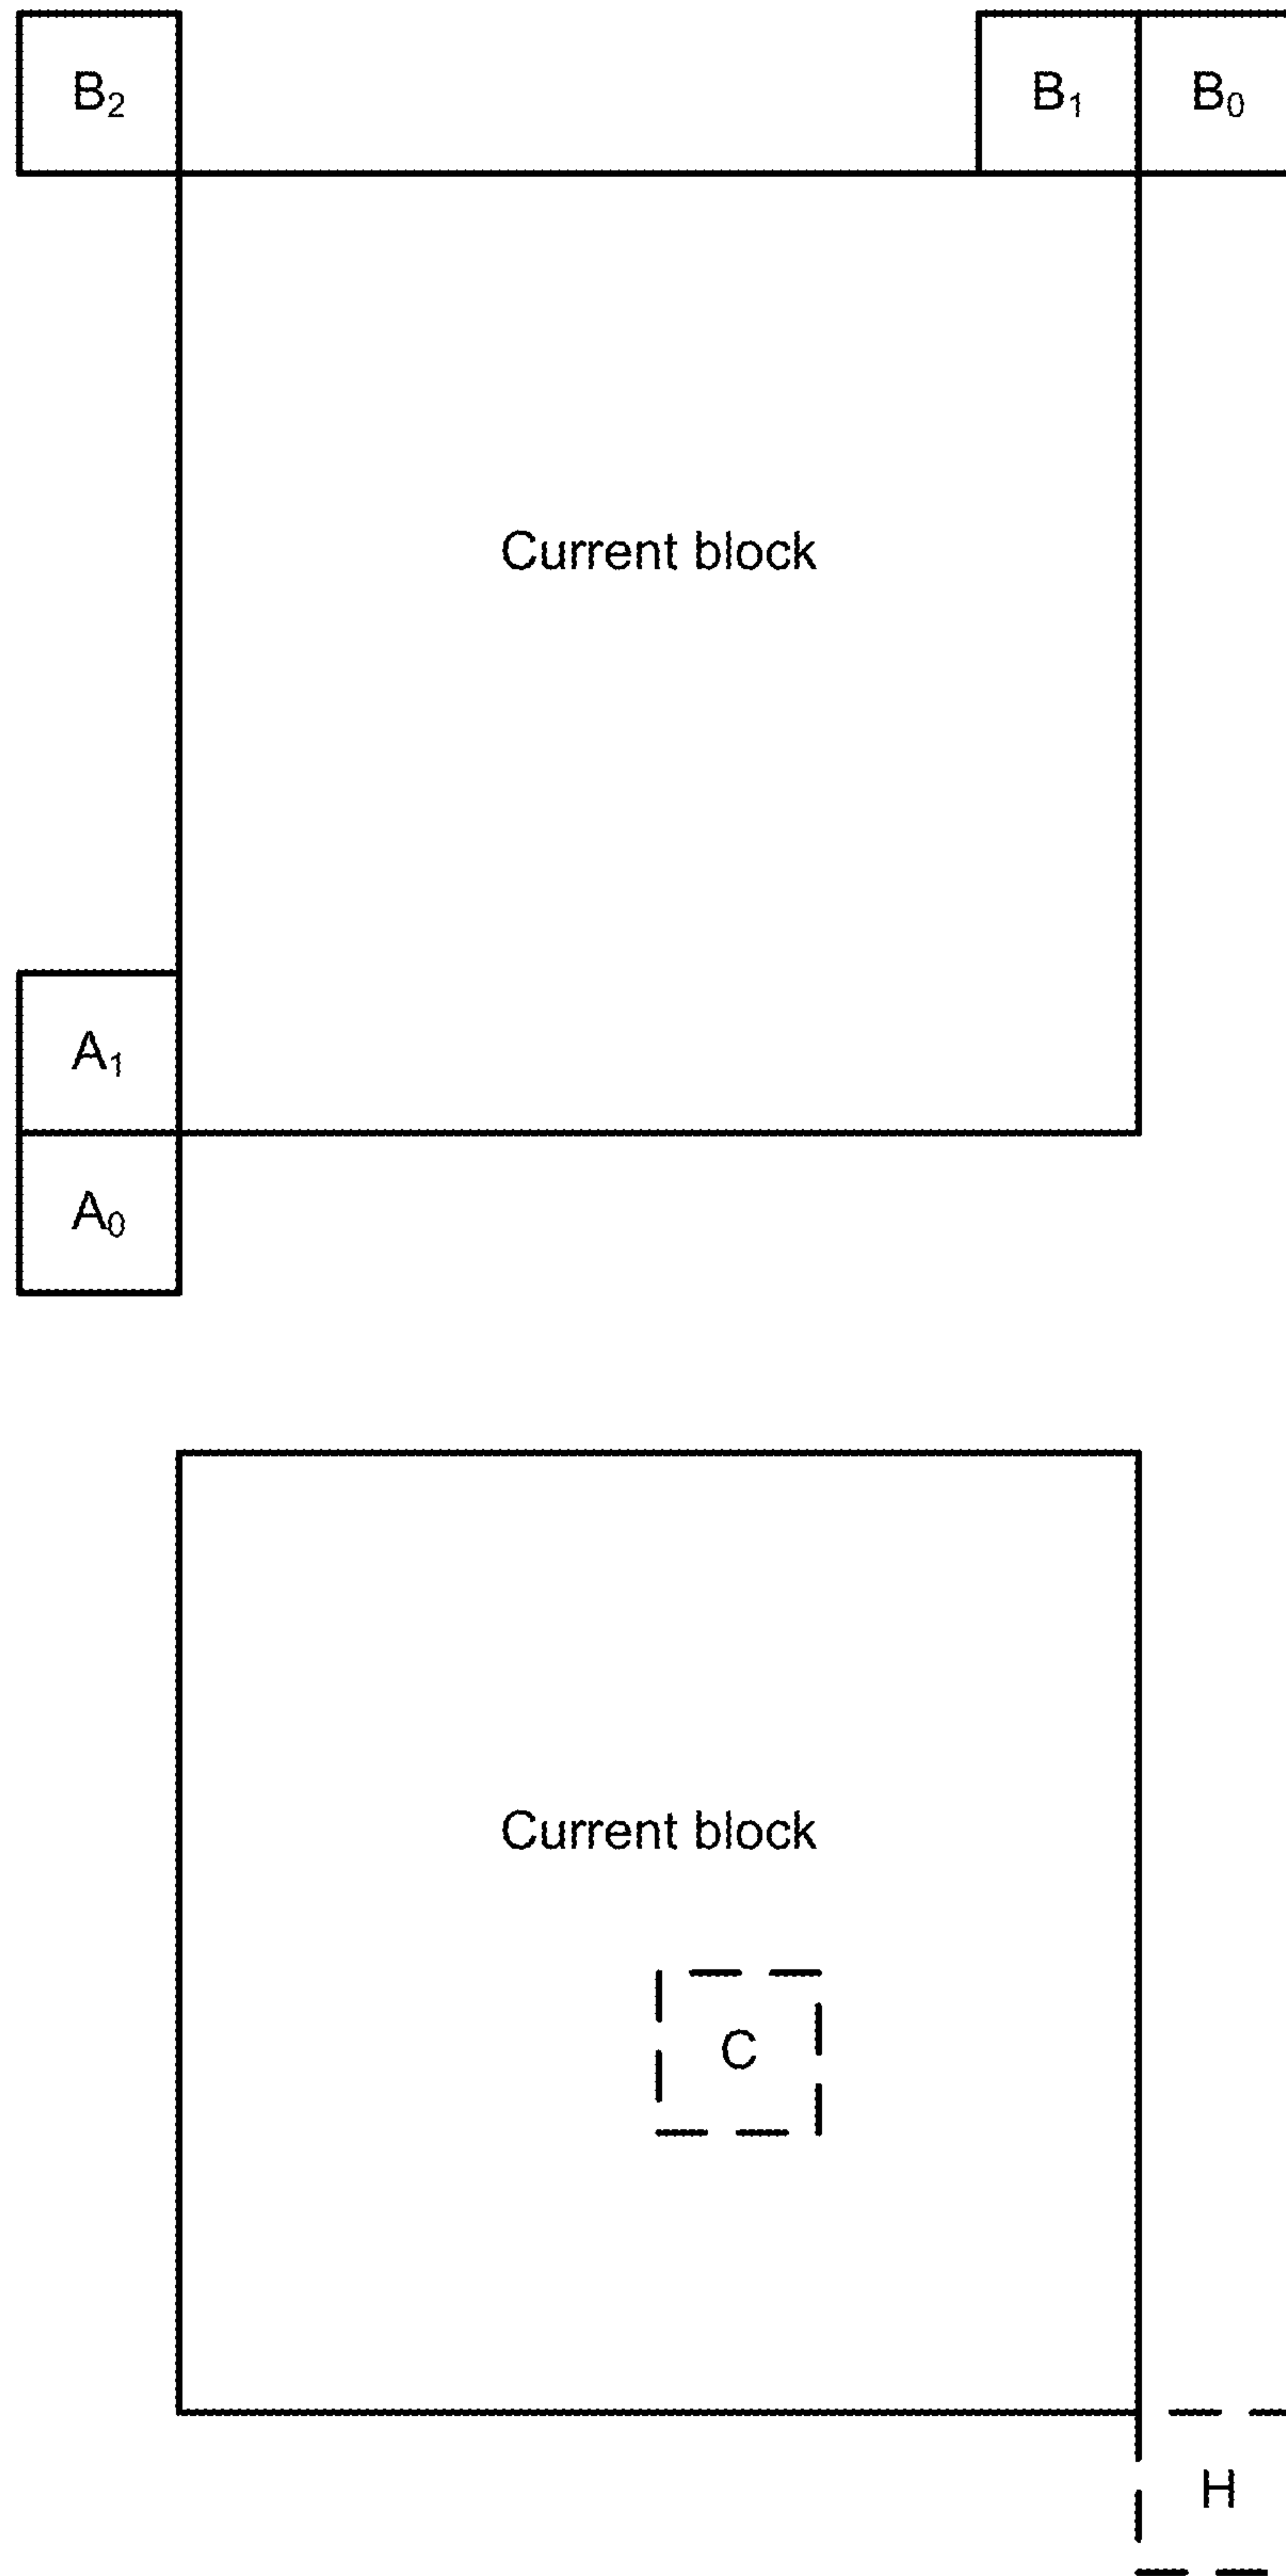 B₂ B₁ B₀
Current block
A₁
A₀
Current block
C
H